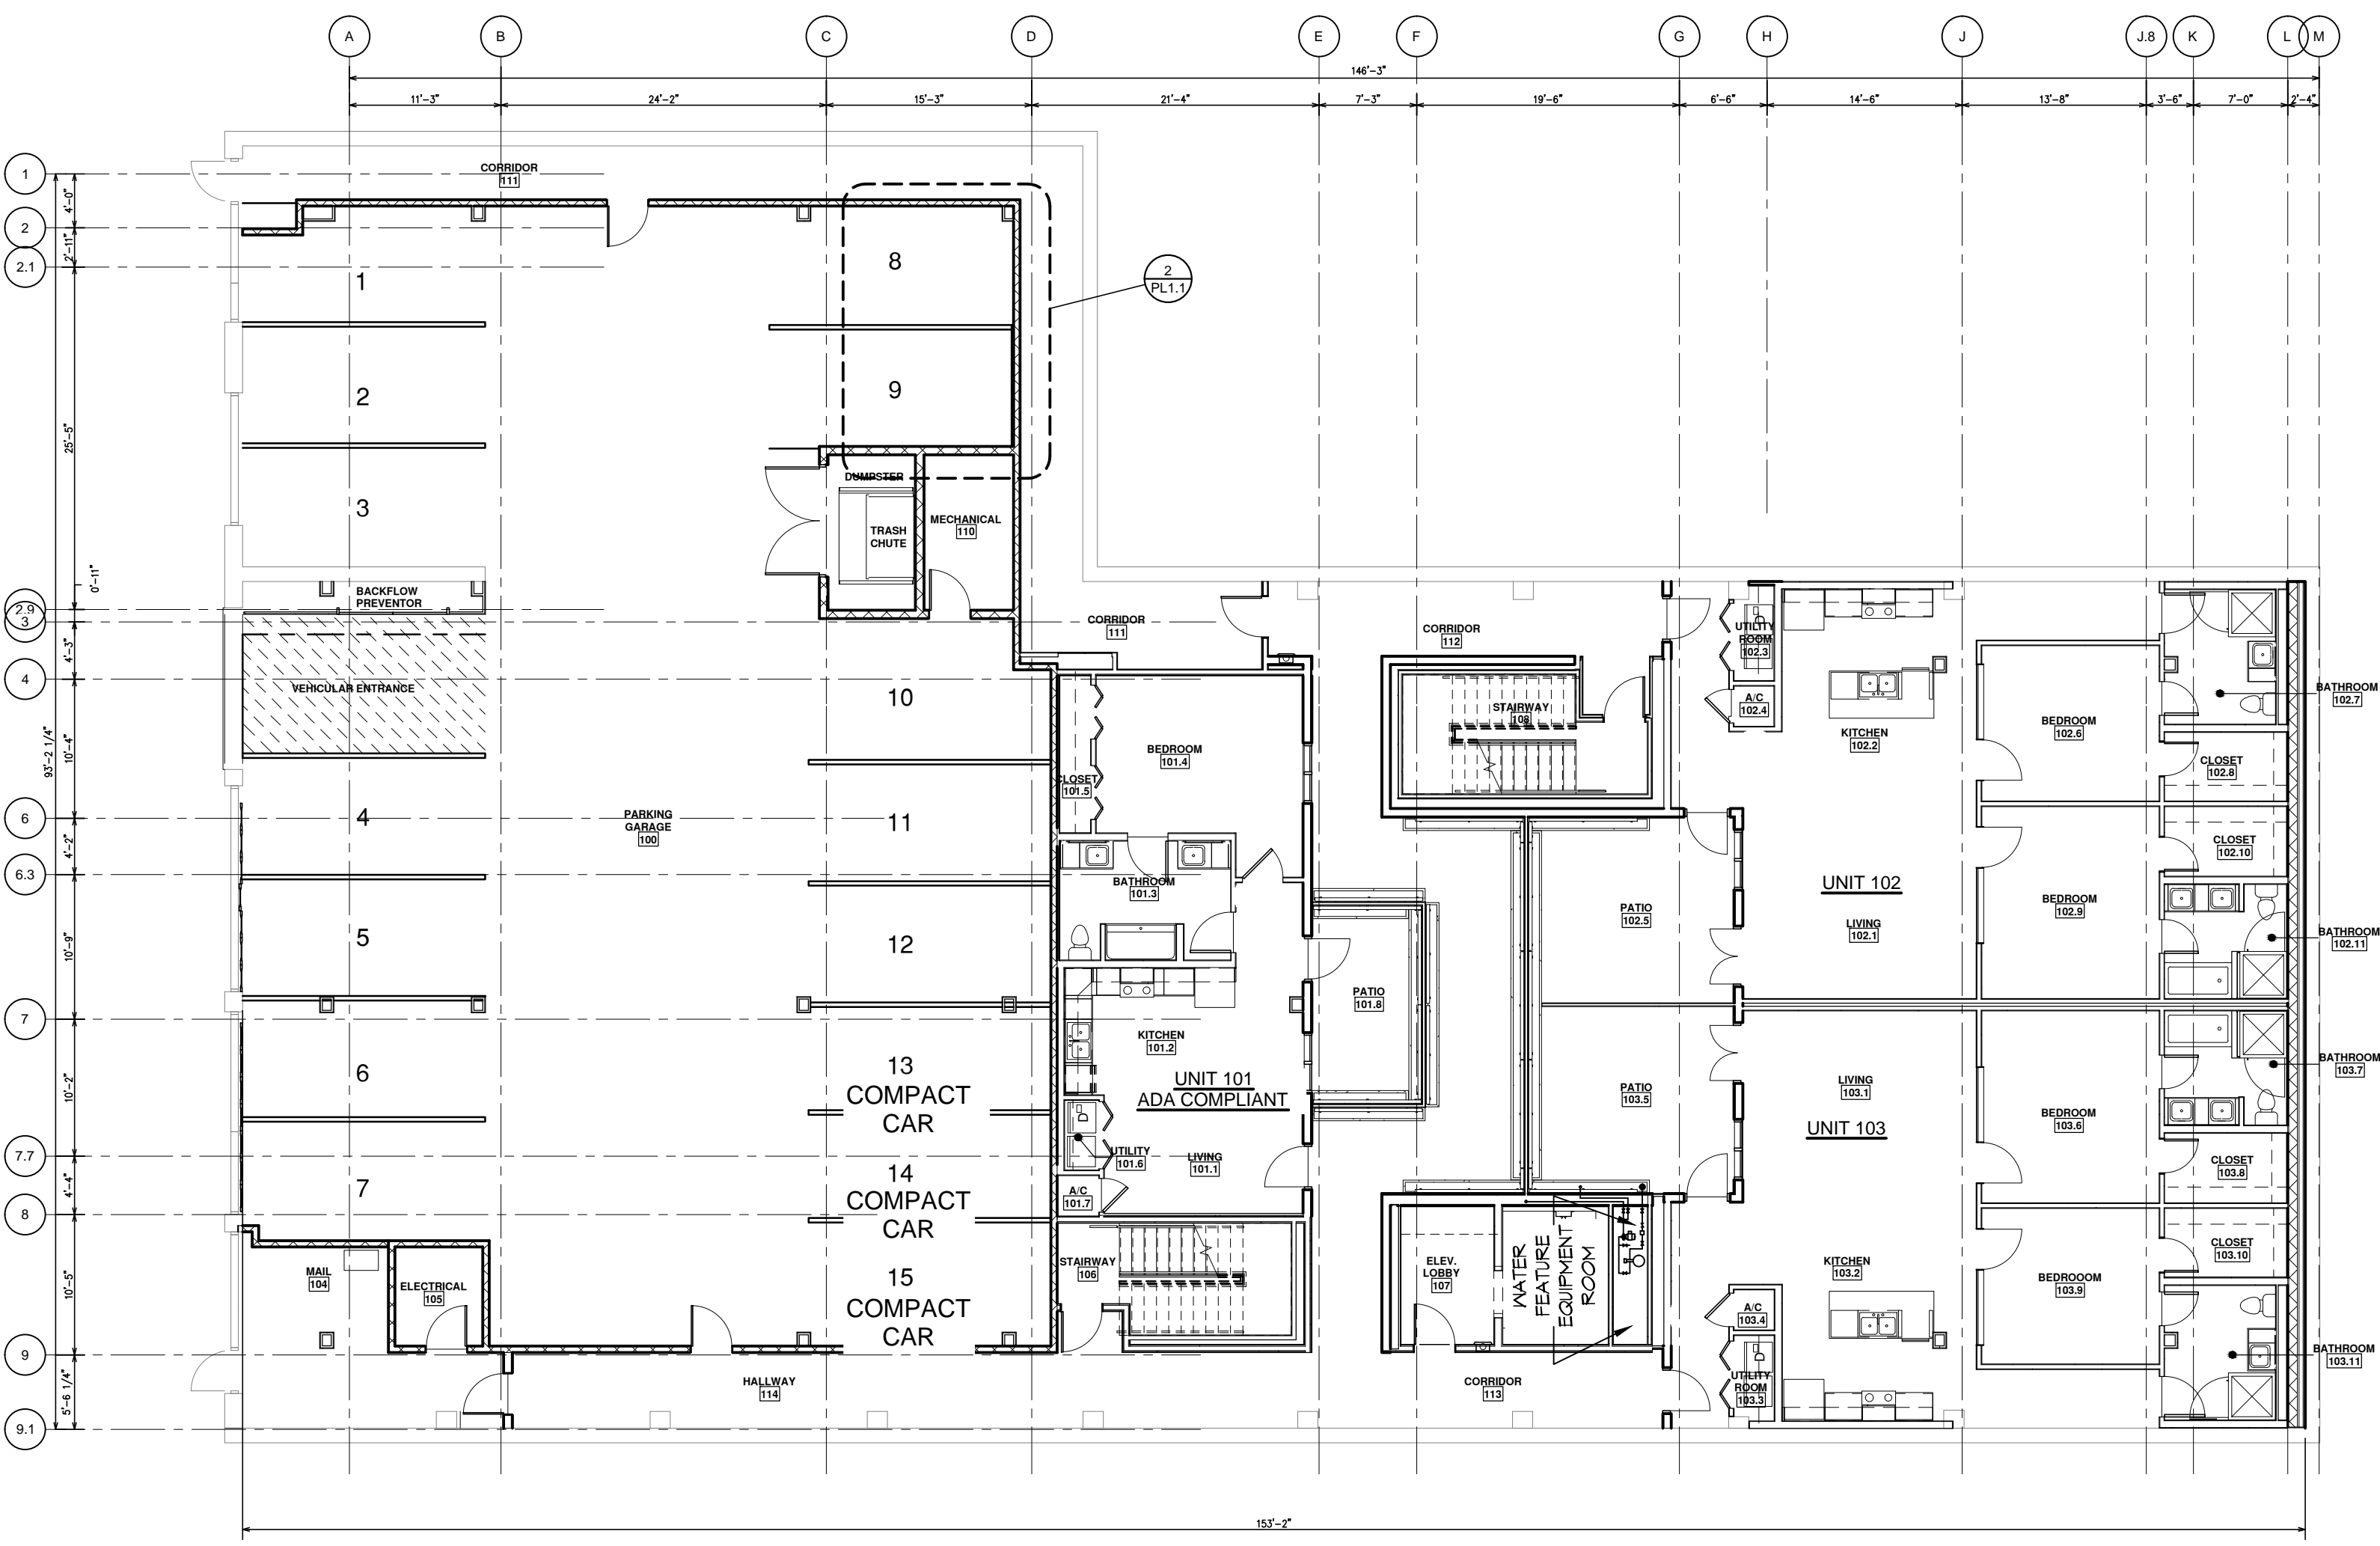 A B C D E F G H J J.8 K L M
146'-3"
11'-3" 24'-2" 15'-3" 21'-4" 7'-3" 19'-6" 6'-6" 14'-6" 13'-8" 3'-6" 7'-0" 2'-4"
1
4'-0"
2
2'-11"
2.1
25'-5"
0'-11"
2.9
3
4'-3"
4
10'-4"
93'-2 1/4"
6
4'-2"
6.3
10'-9"
7
10'-2"
7.7
4'-4"
8
10'-5"
9
5'-6 1/4"
9.1
CORRIDOR
111
1
2
3
8
9
2
PL1.1
DUMPSTER
TRASH
CHUTE
MECHANICAL
110
BACKFLOW
PREVENTOR
VEHICULAR ENTRANCE
4
5
6
7
PARKING
GARAGE
100
10
11
12
13
COMPACT
CAR
14
COMPACT
CAR
15
COMPACT
CAR
MAIL
104
ELECTRICAL
105
HALLWAY
114
CORRIDOR
111
BEDROOM
101.4
CLOSET
101.5
BATHROOM
101.3
KITCHEN
101.2
UNIT 101
ADA COMPLIANT
UTILITY
101.6
LIVING
101.1
A/C
101.7
STAIRWAY
106
PATIO
101.8
CORRIDOR
112
STAIRWAY
108
PATIO
102.5
PATIO
103.5
ELEV.
LOBBY
107
WATER
FEATURE
EQUIPMENT
ROOM
CORRIDOR
113
UTILITY
ROOM
102.3
D
A/C
102.4
KITCHEN
102.2
UNIT 102
LIVING
102.1
BEDROOM
102.6
BATHROOM
102.7
CLOSET
102.8
CLOSET
102.10
BEDROOM
102.9
BATHROOM
102.11
LIVING
103.1
UNIT 103
BEDROOM
103.6
BATHROOM
103.7
CLOSET
103.8
CLOSET
103.10
KITCHEN
103.2
BEDROOOM
103.9
A/C
103.4
D
UTILITY
ROOM
103.3
BATHROOM
103.11
D
153'-2"